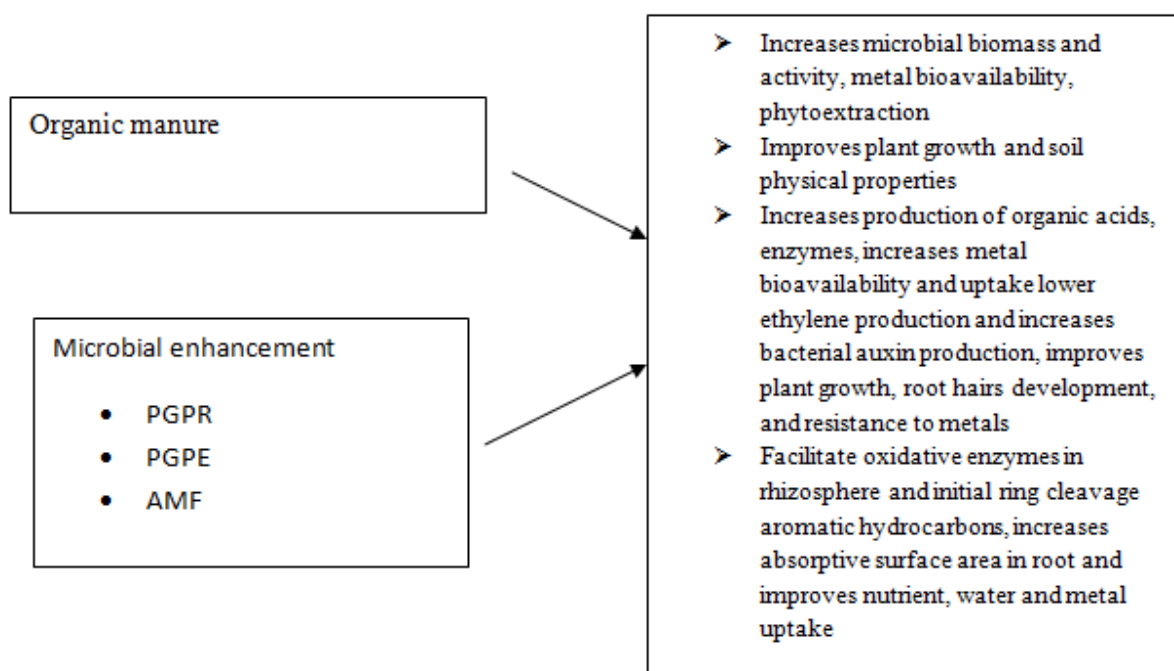 Organic manure
Microbial enhancement
• PGPR
• PGPE
• AMF
➢ Increases microbial biomass and
activity, metal bioavailability,
phytoextraction
➢ Improves plant growth and soil
physical properties
➢ Increases production of organic acids,
enzymes, increases metal
bioavailability and uptake lower
ethylene production and increases
bacterial auxin production, improves
plant growth, root hairs development,
and resistance to metals
➢ Facilitate oxidative enzymes in
rhizosphere and initial ring cleavage
aromatic hydrocarbons, increases
absorptive surface area in root and
improves nutrient, water and metal
uptake